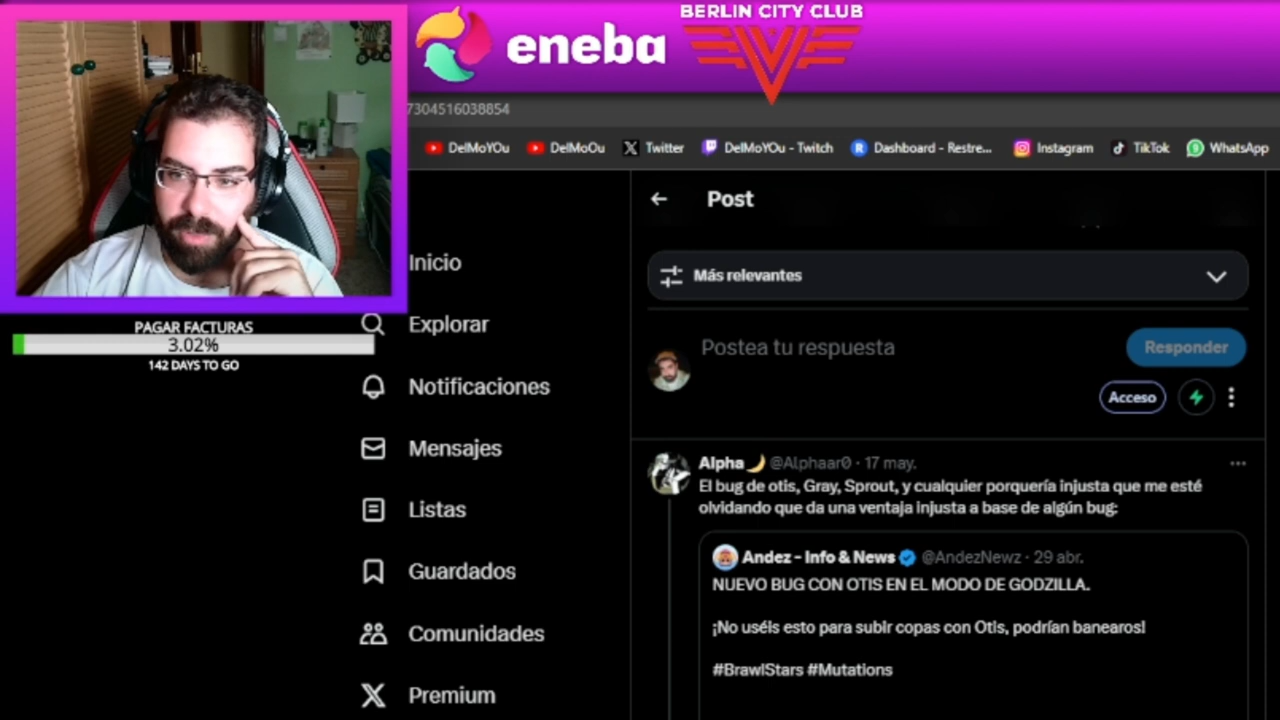 BERLIN CITY CLUB
eneba
7304516038854
DelMoYOu
DelMoOu
Twitter
DelMoYOu - Twitch
Dashboard - Restre...
Instagram
TikTok
WhatsApp
Post
Más relevantes
Postea tu respuesta
Responder
Acceso
PAGAR FACTURAS
3.02%
142 DAYS TO GO
Inicio
Explorar
Notificaciones
Mensajes
Listas
Guardados
Comunidades
Premium
Alpha🌙 @Alphaar0 · 17 may.
El bug de otis, Gray, Sprout, y cualquier porquería injusta que me esté
olvidando que da una ventaja injusta a base de algún bug:
Andez - Info & News @AndezNewz · 29 abr.
NUEVO BUG CON OTIS EN EL MODO DE GODZILLA.
¡No uséis esto para subir copas con Otis, podrían banearos!
#BrawlStars #Mutations